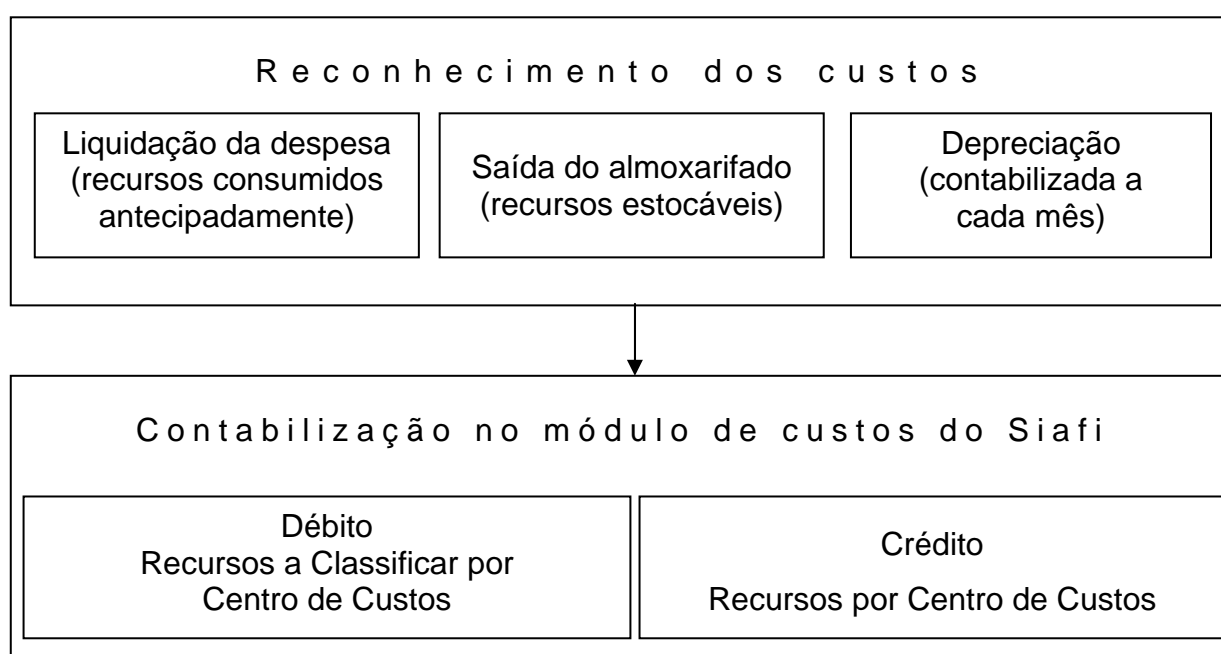 Reconhecimento dos custos
Liquidação da despesa
(recursos consumidos
antecipadamente)
Saída do almoxarifado
(recursos estocáveis)
Depreciação
(contabilizada a
cada mês)
Contabilização no módulo de custos do Siafi
Débito
Recursos a Classificar por
Centro de Custos
Crédito
Recursos por Centro de Custos